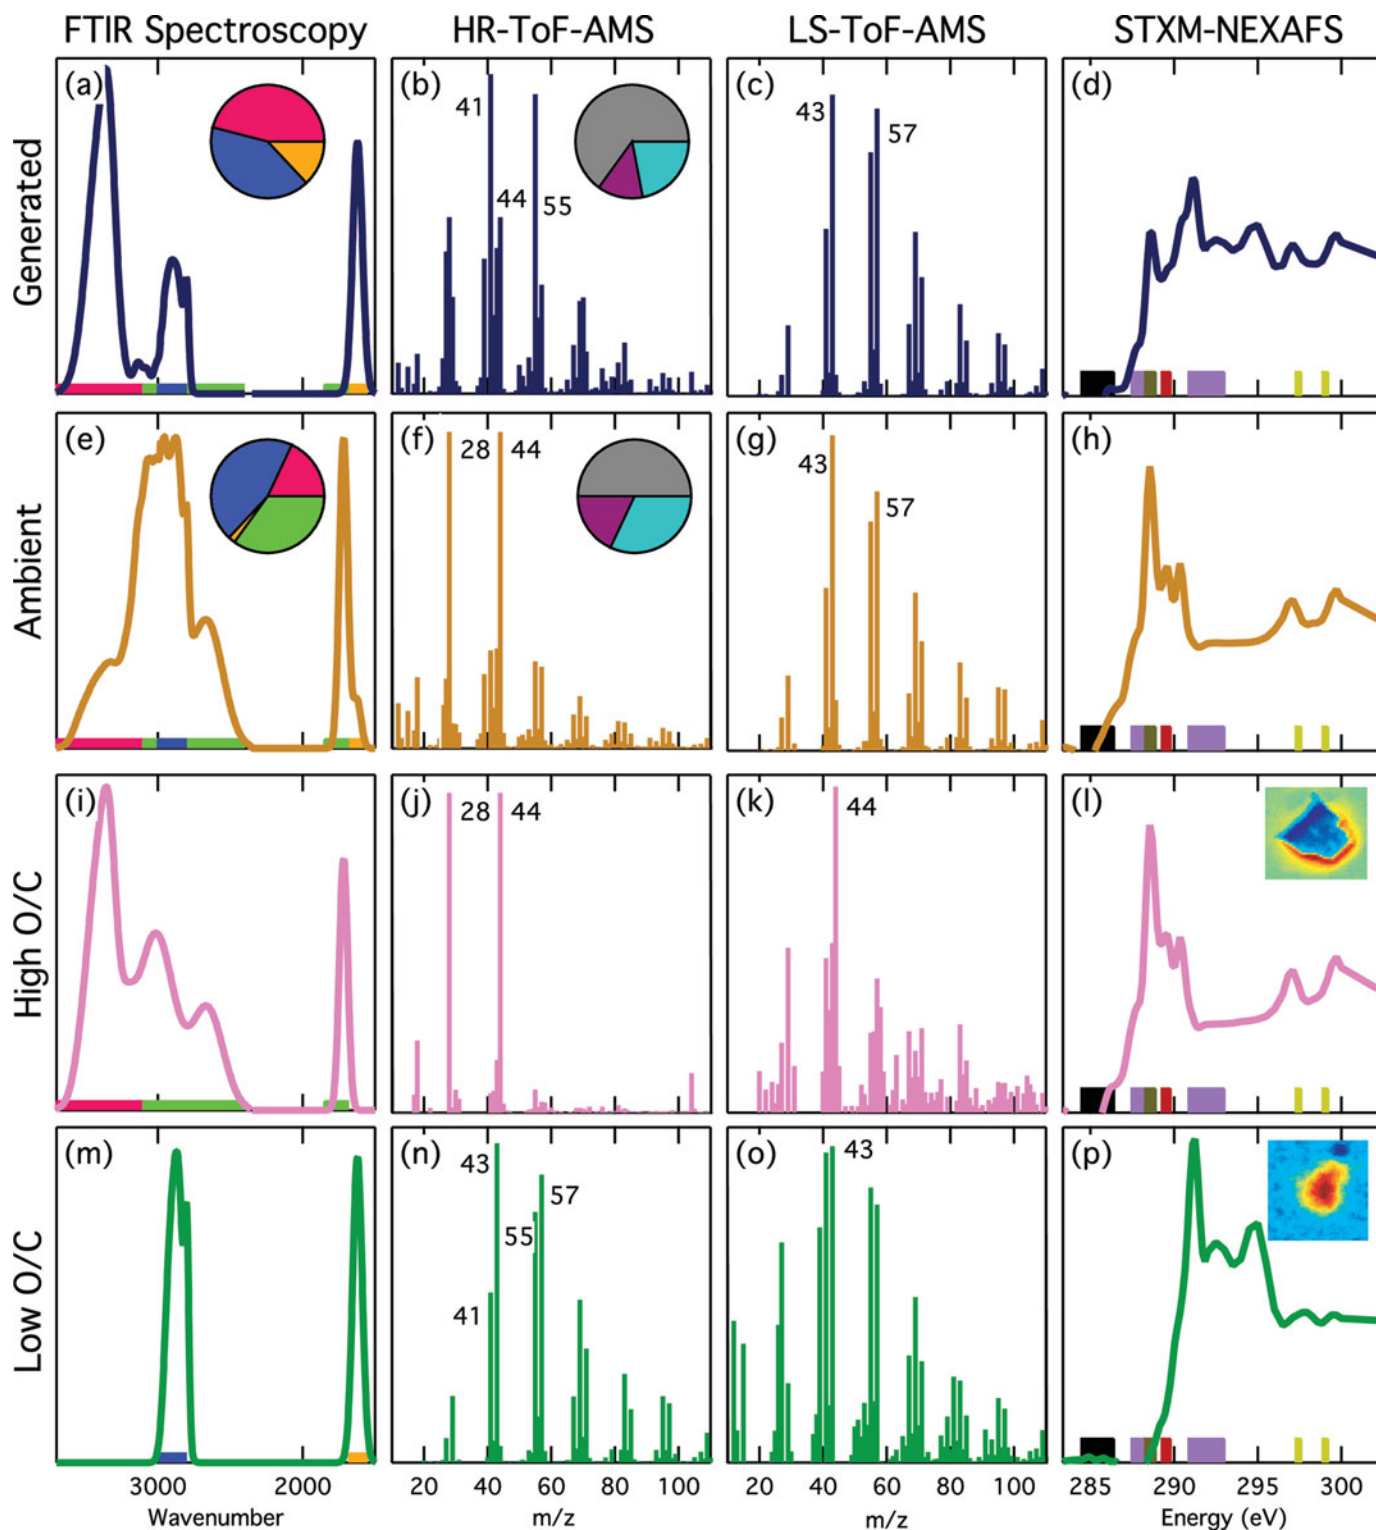 FTIR Spectroscopy HR-ToF-AMS LS-ToF-AMS STXM-NEXAFS
Generated
(a) (b) (c) (d)
41 44 55
43 57
Ambient
(e) (f) (g) (h)
28 44
43 57
High O/C
(i) (j) (k) (l)
28 44
44
Low O/C
(m) (n) (o) (p)
43 57 55 41
43
3000 2000 20 40 60 80 100 20 40 60 80 100 285 290 295 300
Wavenumber m/z m/z Energy (eV)